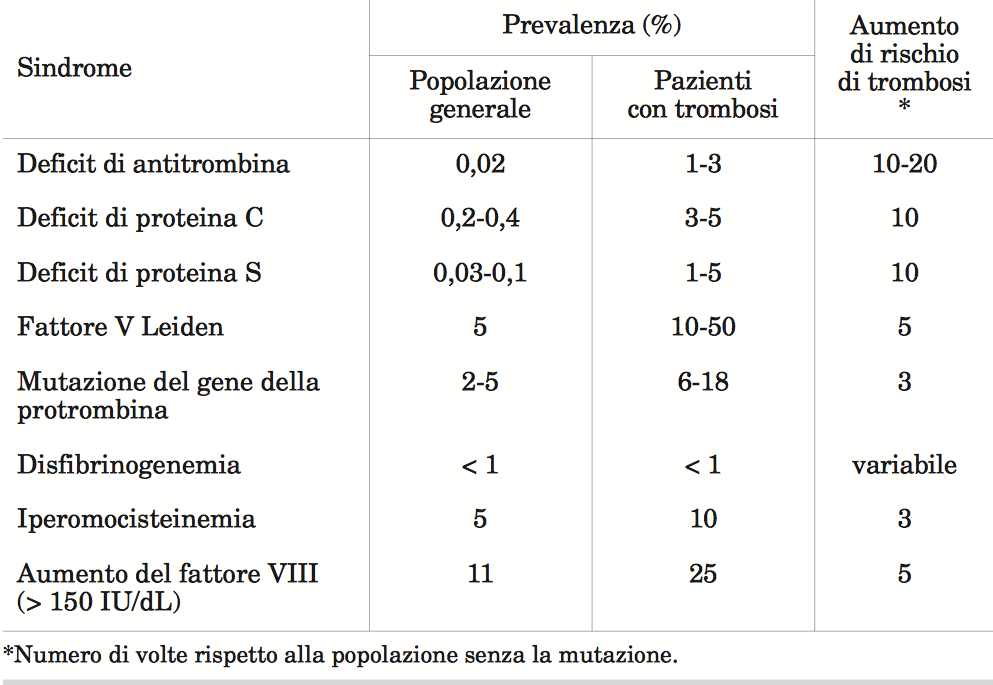 Sindrome
Prevalenza (%)
Popolazione
generale
Pazienti
con trombosi
Aumento
di rischio
di trombosi
*
Deficit di antitrombina 0,02 1-3 10-20
Deficit di proteina C 0,2-0,4 3-5 10
Deficit di proteina S 0,03-0,1 1-5 10
Fattore V Leiden 5 10-50 5
Mutazione del gene della 2-5 6-18 3
protrombina
Disfibrinogenemia < 1 < 1 variabile
Iperomocisteinemia 5 10 3
Aumento del fattore VIII 11 25 5
(> 150 IU/dL)
*Numero di volte rispetto alla popolazione senza la mutazione.